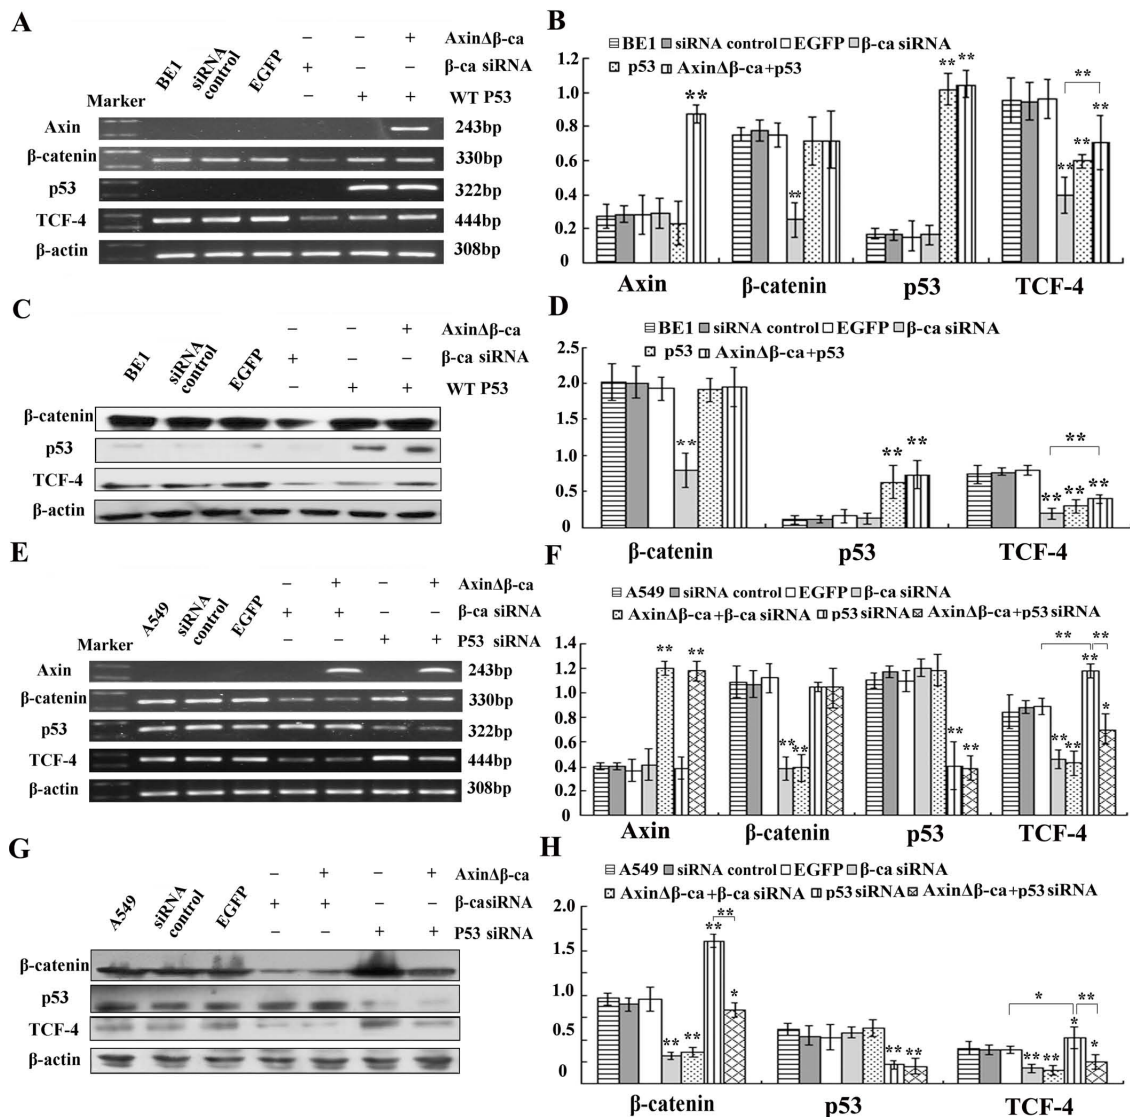 A
AxinΔβ-ca – +
β-ca siRNA + – –
WT P53 – + +
Marker BE1 siRNA control EGFP
Axin 243bp
β-catenin 330bp
p53 322bp
TCF-4 444bp
β-actin 308bp
B
BE1 siRNA control EGFP β-ca siRNA
p53 AxinΔβ-ca+p53
1.2
1.0
0.8
0.6
0.4
0.2
0
** ** ** ** ** ** ** **
Axin β-catenin p53 TCF-4
C
– – + AxinΔβ-ca
+ – – β-ca siRNA
– + + WT P53
BE1 siRNA control EGFP
β-catenin
p53
TCF-4
β-actin
D
BE1 siRNA control EGFP β-ca siRNA
p53 AxinΔβ-ca+p53
2.5
2.0
1.5
1.0
0.5
0
** ** ** ** ** ** **
β-catenin p53 TCF-4
E
– + – + AxinΔβ-ca
+ + – – β-ca siRNA
– – + + P53 siRNA
Marker A549 siRNA control EGFP
Axin 243bp
β-catenin 330bp
p53 322bp
TCF-4 444bp
β-actin 308bp
F
A549 siRNA control EGFP β-ca siRNA
AxinΔβ-ca+β-ca siRNA p53 siRNA AxinΔβ-ca+p53 siRNA
1.4
1.2
1.0
0.8
0.6
0.4
0.2
0
** ** ** ** ** ** ** ** ** ** ** *
Axin β-catenin p53 TCF-4
G
– + – + AxinΔβ-ca
+ + – – β-casiRNA
– – + + P53 siRNA
A549 siRNA control EGFP
β-catenin
p53
TCF-4
β-actin
H
A549 siRNA control EGFP β-ca siRNA
AxinΔβ-ca+β-ca siRNA p53 siRNA AxinΔβ-ca+p53 siRNA
2.0
1.5
1.0
0.5
0
** ** ** ** * ** ** ** ** * * ** *
β-catenin p53 TCF-4